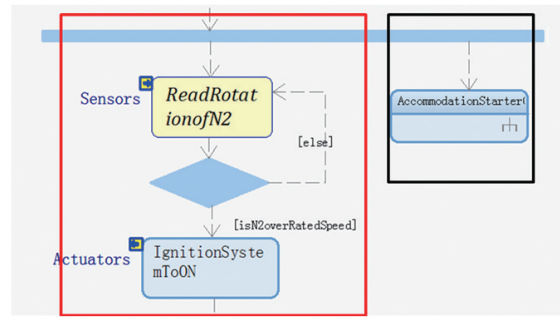 Sensors
ReadRotat
ionofN2
AccommodationStarter(
[else]
[isN2overRatedSpeed]
Actuators
IgnitionSyste
mToON